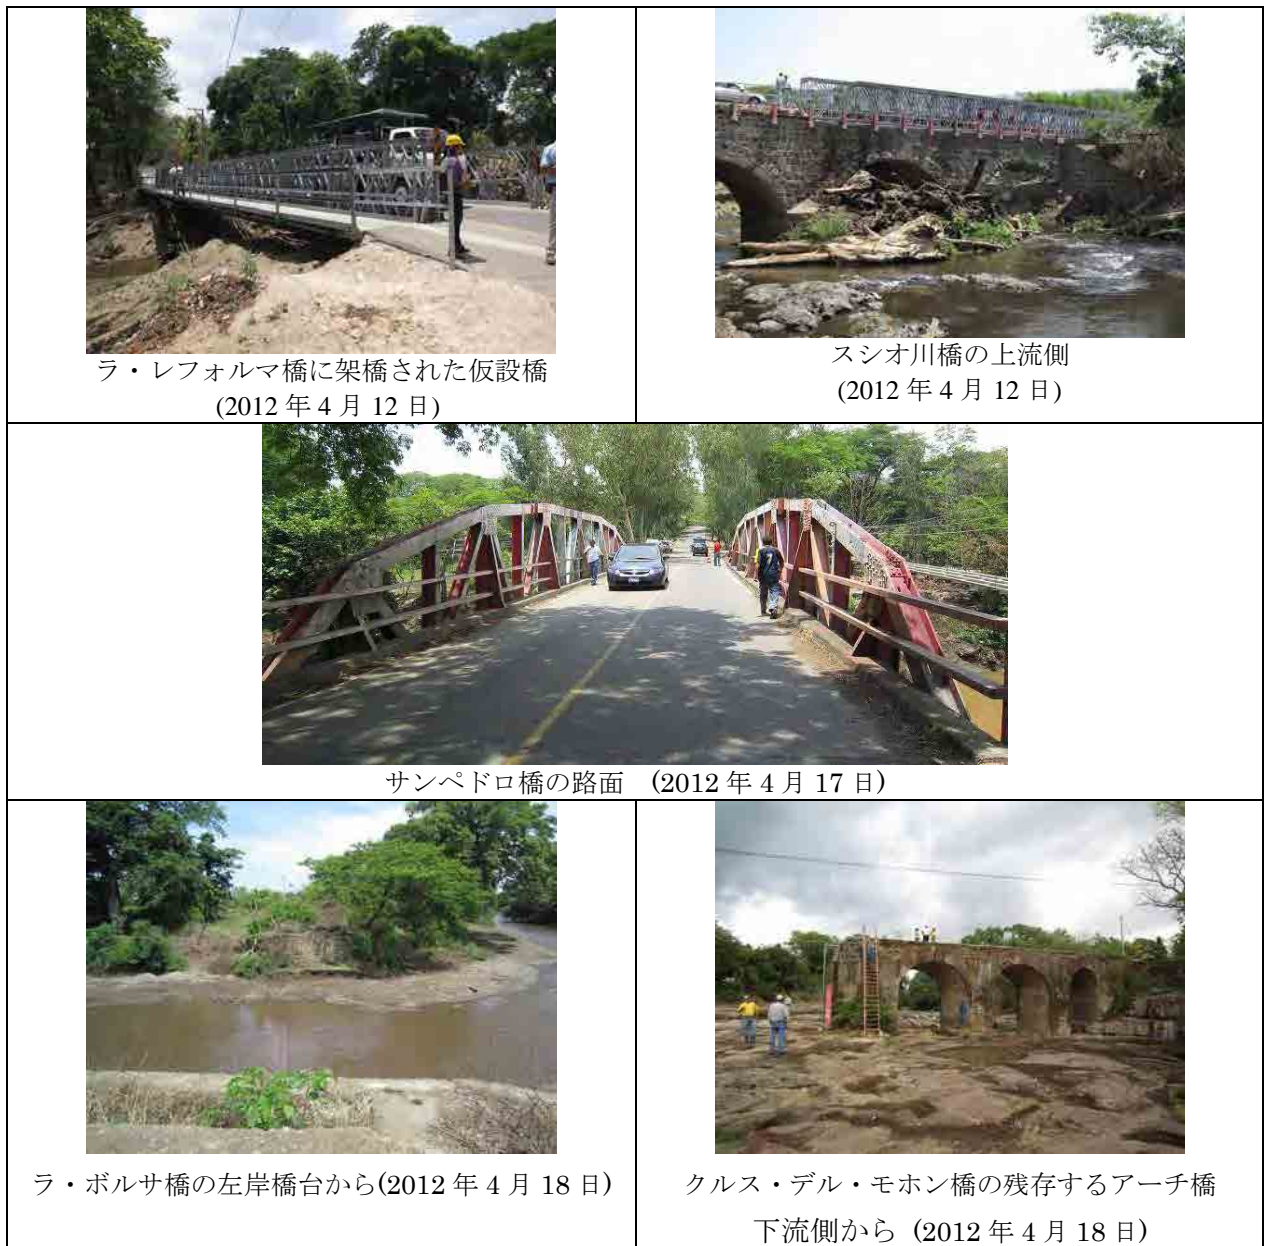 ラ・レフォルマ橋に架橋された仮設橋
(2012 年 4 月 12 日)
スシオ川橋の上流側
(2012 年 4 月 12 日)
サンペドロ橋の路面 (2012 年 4 月 17 日)
ラ・ボルサ橋の左岸橋台から(2012 年 4 月 18 日)
クルス・デル・モホン橋の残存するアーチ橋
下流側から (2012 年 4 月 18 日)